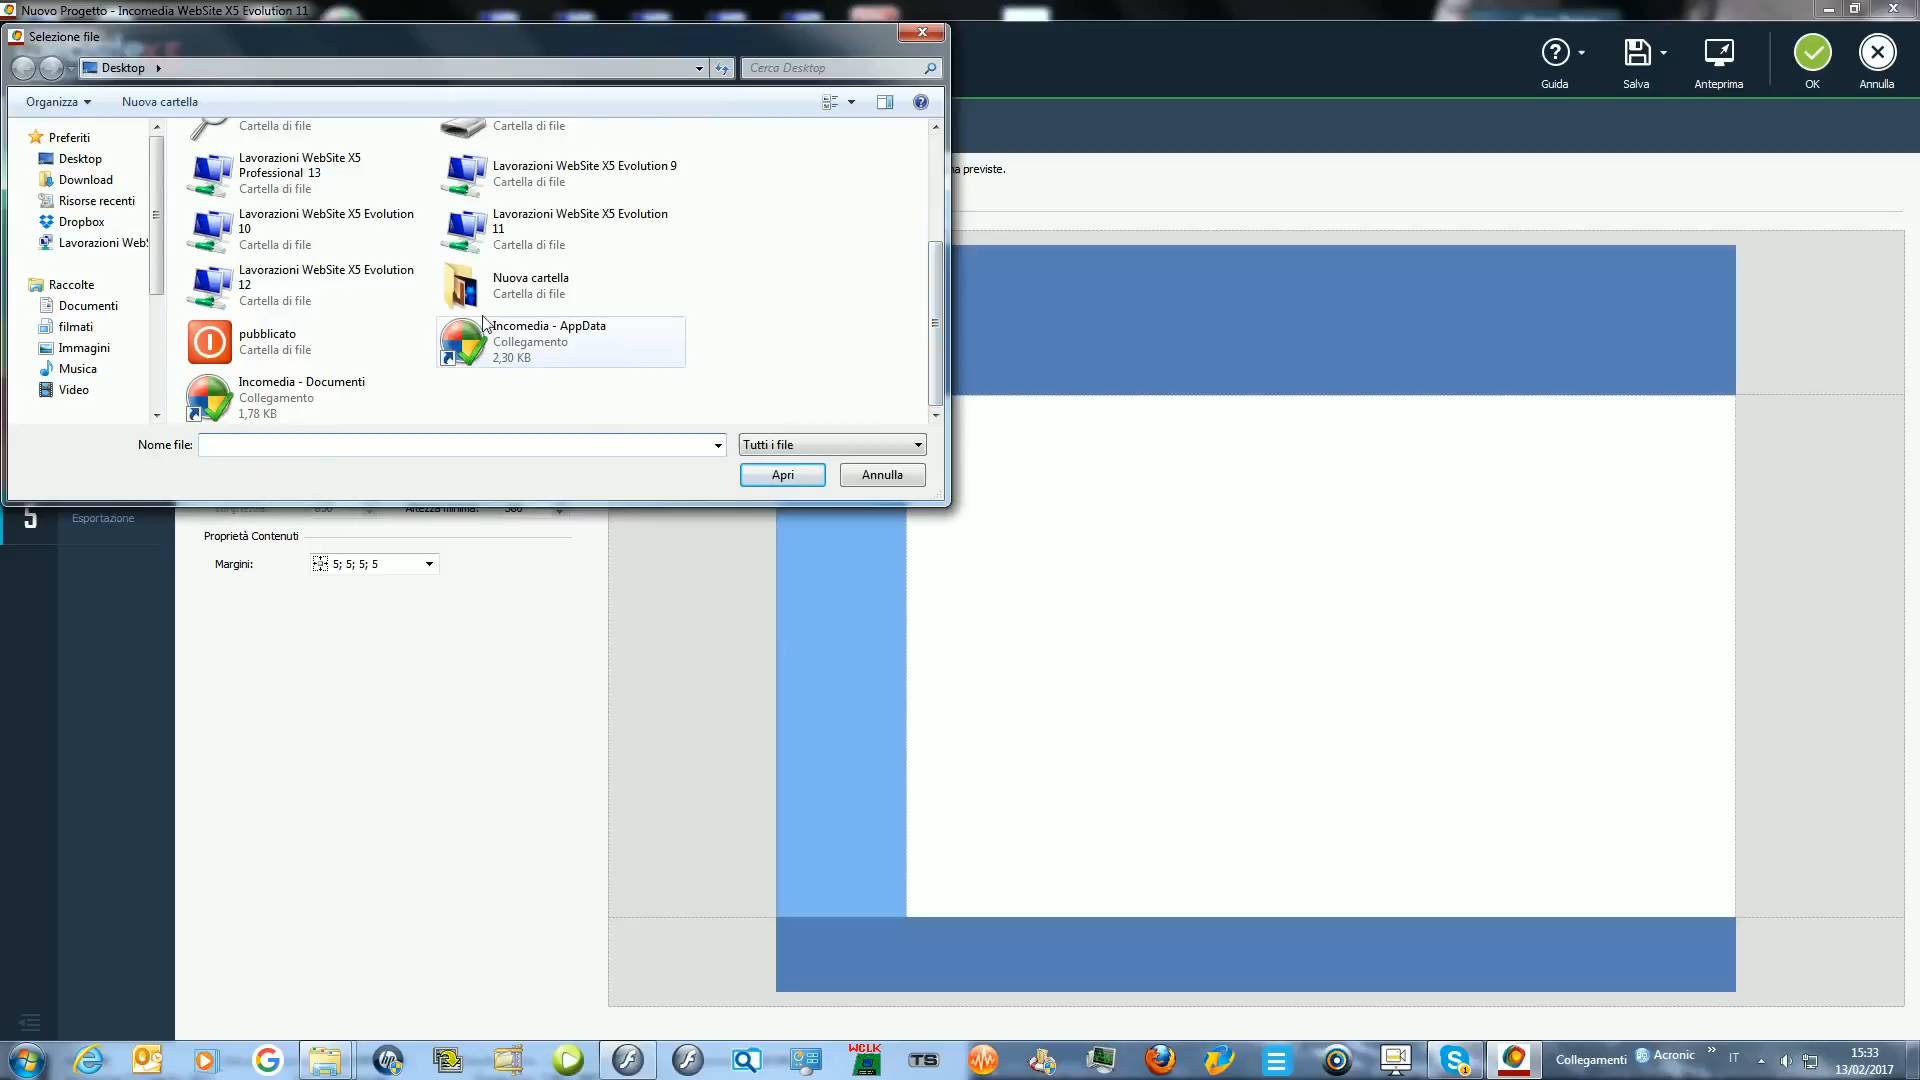 Nuovo Progetto - Incomedia WebSite X5 Evolution 11
Selezione file
Desktop
Cerca Desktop
Guida
Salva
Anteprima
OK
Annulla
Organizza
Nuova cartella
Preferiti
Desktop
Download
Risorse recenti
Dropbox
Lavorazioni Web
Raccolte
Documenti
filmati
Immagini
Musica
Video
Cartella di file
Cartella di file
Lavorazioni WebSite X5
Professional 13
Cartella di file
Lavorazioni WebSite X5 Evolution 9
Cartella di file
Lavorazioni WebSite X5 Evolution
10
Cartella di file
Lavorazioni WebSite X5 Evolution
11
Cartella di file
Lavorazioni WebSite X5 Evolution
12
Cartella di file
Nuova cartella
Cartella di file
pubblicato
Cartella di file
Incomedia - AppData
Collegamento
2,30 KB
Incomedia - Documenti
Collegamento
1,78 KB
Nome file:
Tutti i file
Apri
Annulla
previste.
5
Esportazione
Altezza minima:
Proprietà Contenuti
Margini:
5; 5; 5; 5
WCLK
TS
Collegamenti
Acronic
»
IT
15:33
13/02/2017